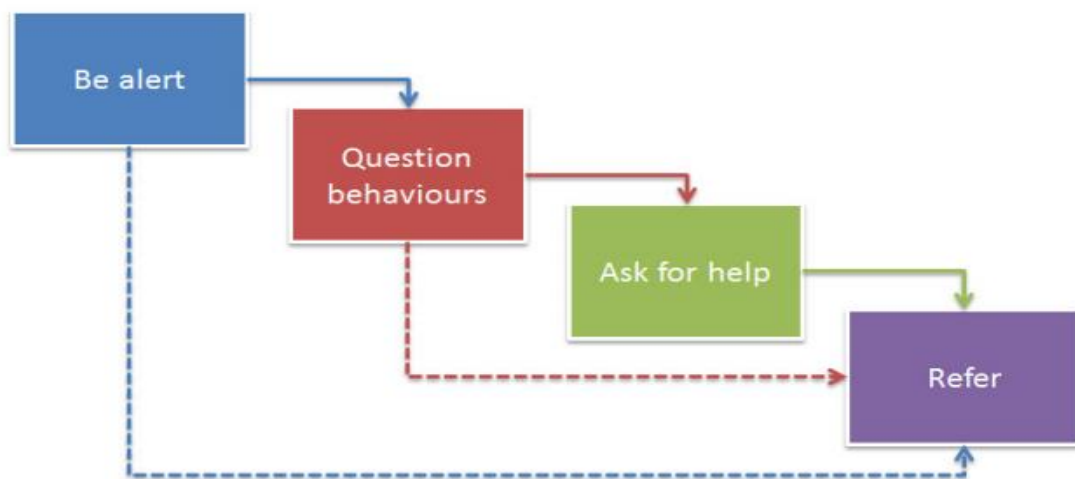 Be alert
Question
behaviours
Ask for help
Refer